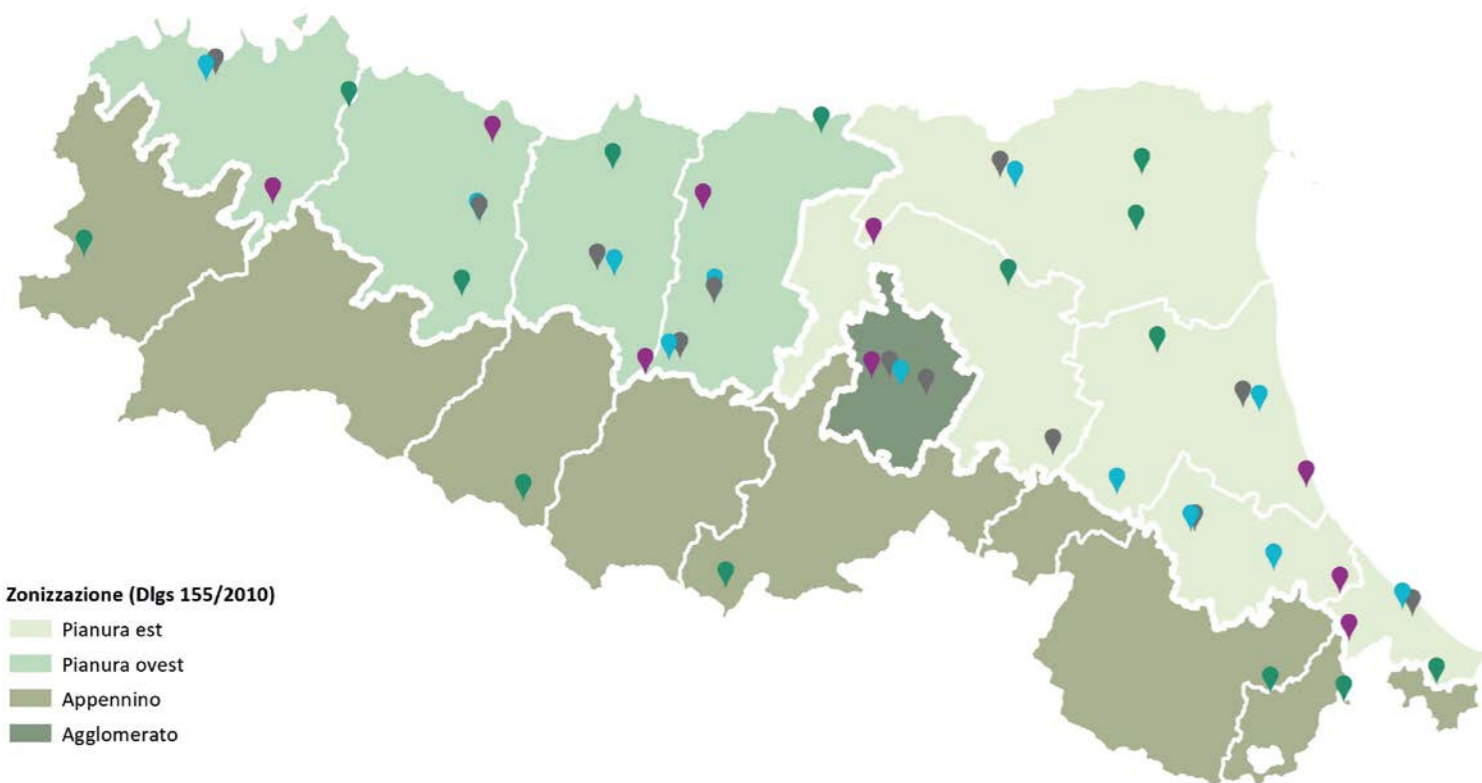 Zonizzazione (Dlgs 155/2010)
Pianura est
Pianura ovest
Appennino
Agglomerato